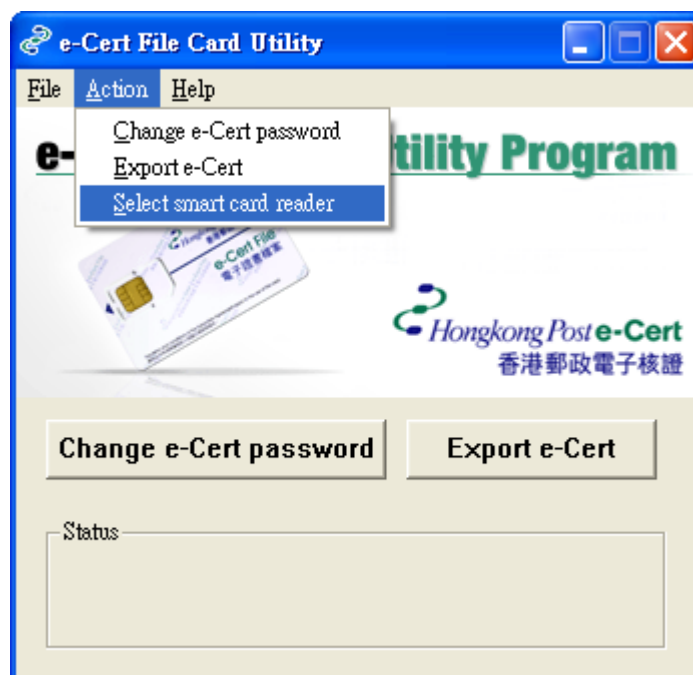 e-Cert File Card Utility
File Action Help
Change e-Cert password
Export e-Cert
Select smart card reader
e- tility Program
e-Cert File
電子證書檔案
Hongkong Post e-Cert
香港郵政電子核證
Change e-Cert password
Export e-Cert
Status